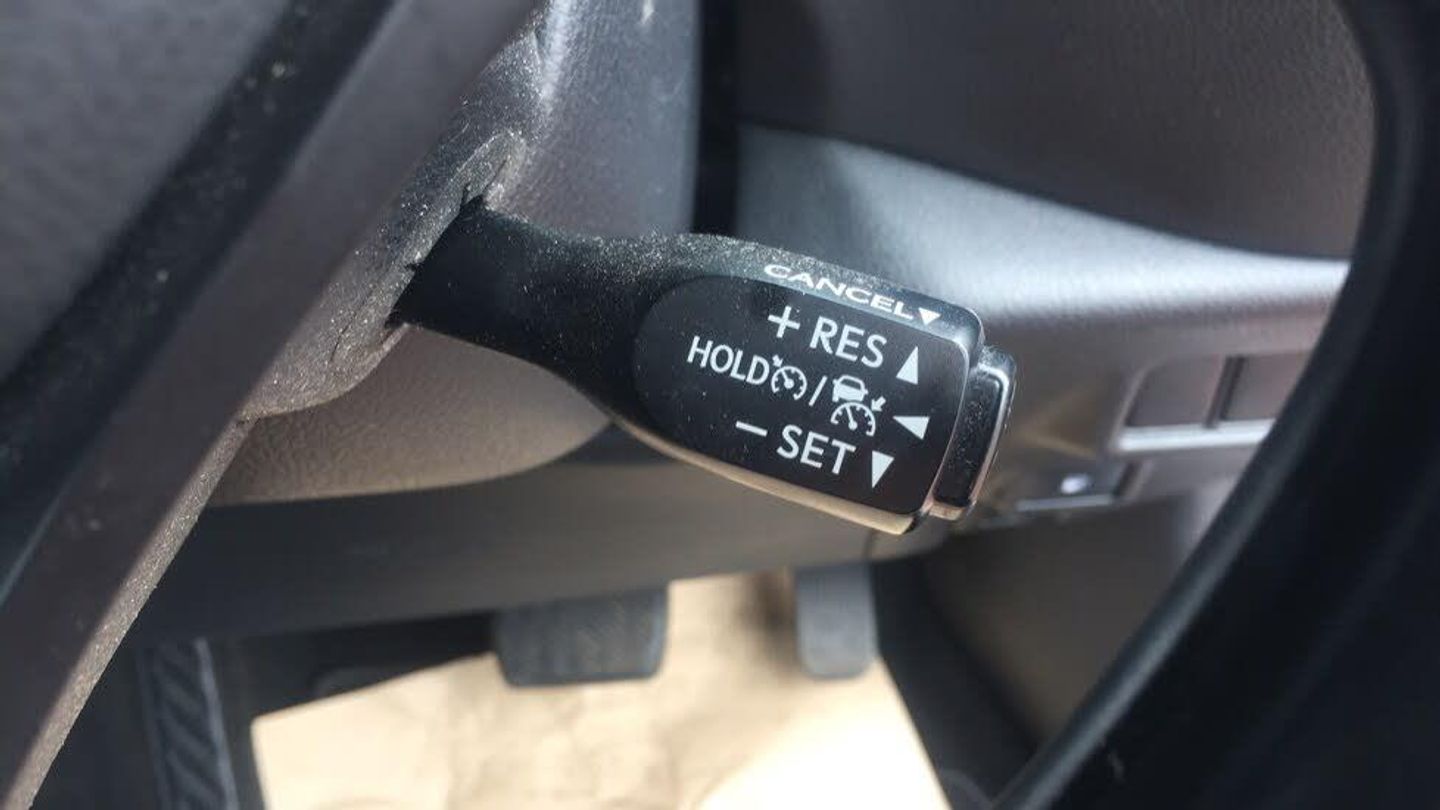 CANCEL▼
+ RES ▲
HOLD / ◀
− SET ▼